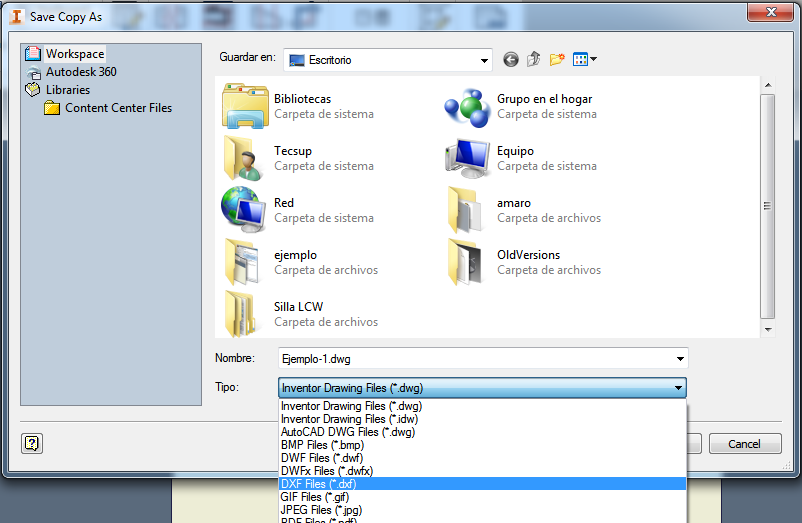 Save Copy As
Workspace
Autodesk 360
Libraries
Content Center Files
Guardar en:
Escritorio
Bibliotecas
Carpeta de sistema
Grupo en el hogar
Carpeta de sistema
Tecsup
Carpeta de sistema
Equipo
Carpeta de sistema
Red
Carpeta de sistema
amaro
Carpeta de archivos
ejemplo
Carpeta de archivos
OldVersions
Carpeta de archivos
Silla LCW
Carpeta de archivos
Nombre:
Ejemplo-1.dwg
Tipo:
Inventor Drawing Files (*.dwg)
Inventor Drawing Files (*.dwg)
Inventor Drawing Files (*.idw)
AutoCAD DWG Files (*.dwg)
BMP Files (*.bmp)
DWF Files (*.dwf)
DWFx Files (*.dwfx)
DXF Files (*.dxf)
GIF Files (*.gif)
JPEG Files (*.jpg)
PDF Files (*.pdf)
Cancel